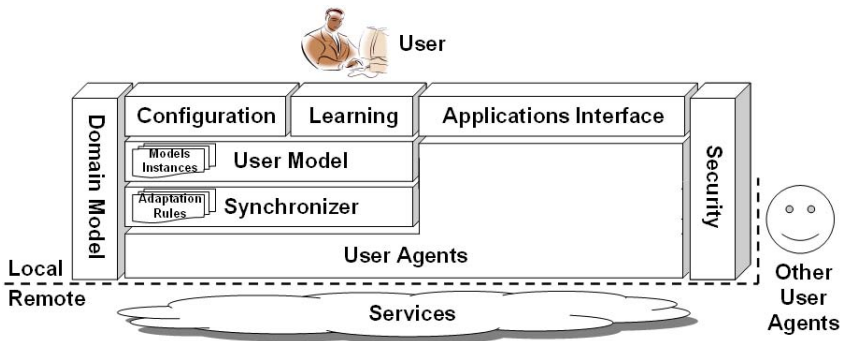 User
Configuration
Learning
Applications Interface
Domain Model
Models
Instances
User Model
Security
Adaptation
Rules
Synchronizer
User Agents
Local
Remote
Services
Other
User
Agents